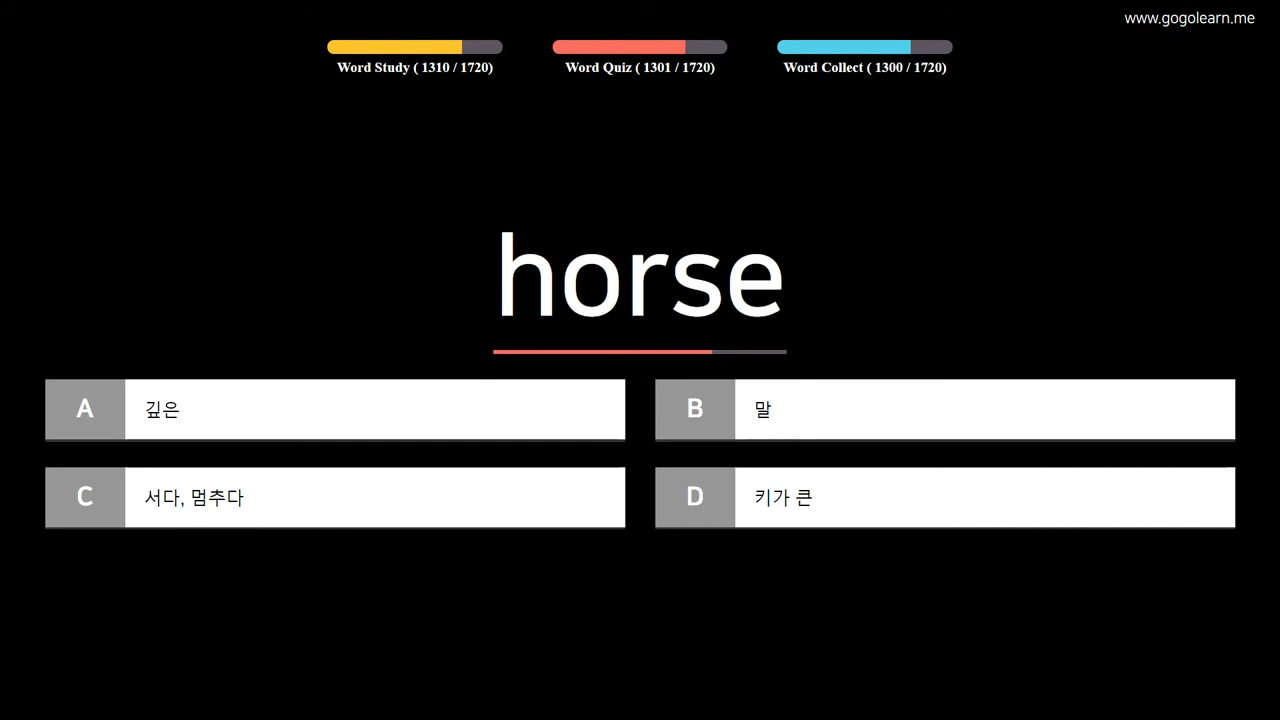 www.gogolearn.me
Word Study ( 1310 / 1720)
Word Quiz ( 1301 / 1720)
Word Collect ( 1300 / 1720)
horse
A 깊은
B 말
C 서다, 멈추다
D 키가 큰